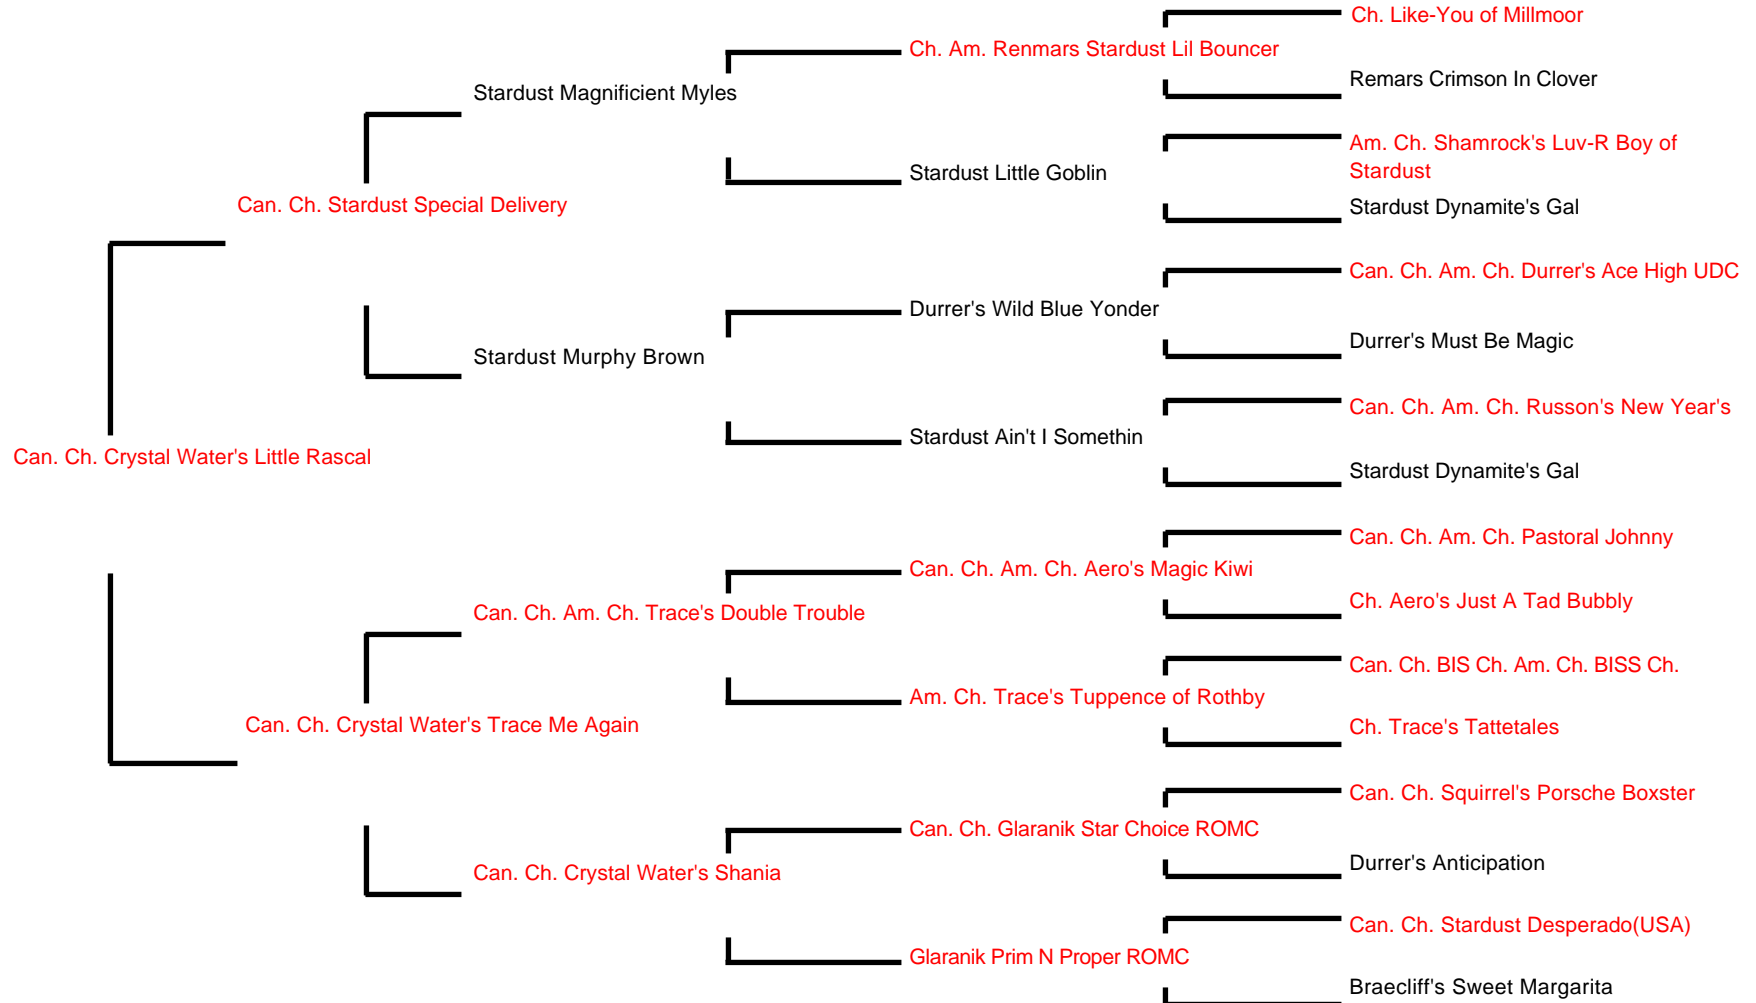 Ch. Like-You of Millmoor
Ch. Am. Renmars Stardust Lil Bouncer
Remars Crimson In Clover
Stardust Magnificient Myles
Am. Ch. Shamrock's Luv-R Boy of
Stardust
Stardust Little Goblin
Can. Ch. Stardust Special Delivery
Stardust Dynamite's Gal
Can. Ch. Am. Ch. Durrer's Ace High UDC
Durrer's Wild Blue Yonder
Durrer's Must Be Magic
Stardust Murphy Brown
Can. Ch. Am. Ch. Russon's New Year's
Stardust Ain't I Somethin
Can. Ch. Crystal Water's Little Rascal
Stardust Dynamite's Gal
Can. Ch. Am. Ch. Pastoral Johnny
Can. Ch. Am. Ch. Aero's Magic Kiwi
Ch. Aero's Just A Tad Bubbly
Can. Ch. Am. Ch. Trace's Double Trouble
Can. Ch. BIS Ch. Am. Ch. BISS Ch.
Am. Ch. Trace's Tuppence of Rothby
Can. Ch. Crystal Water's Trace Me Again
Ch. Trace's Tattetales
Can. Ch. Squirrel's Porsche Boxster
Can. Ch. Glaranik Star Choice ROMC
Durrer's Anticipation
Can. Ch. Crystal Water's Shania
Can. Ch. Stardust Desperado(USA)
Glaranik Prim N Proper ROMC
Braecliff's Sweet Margarita